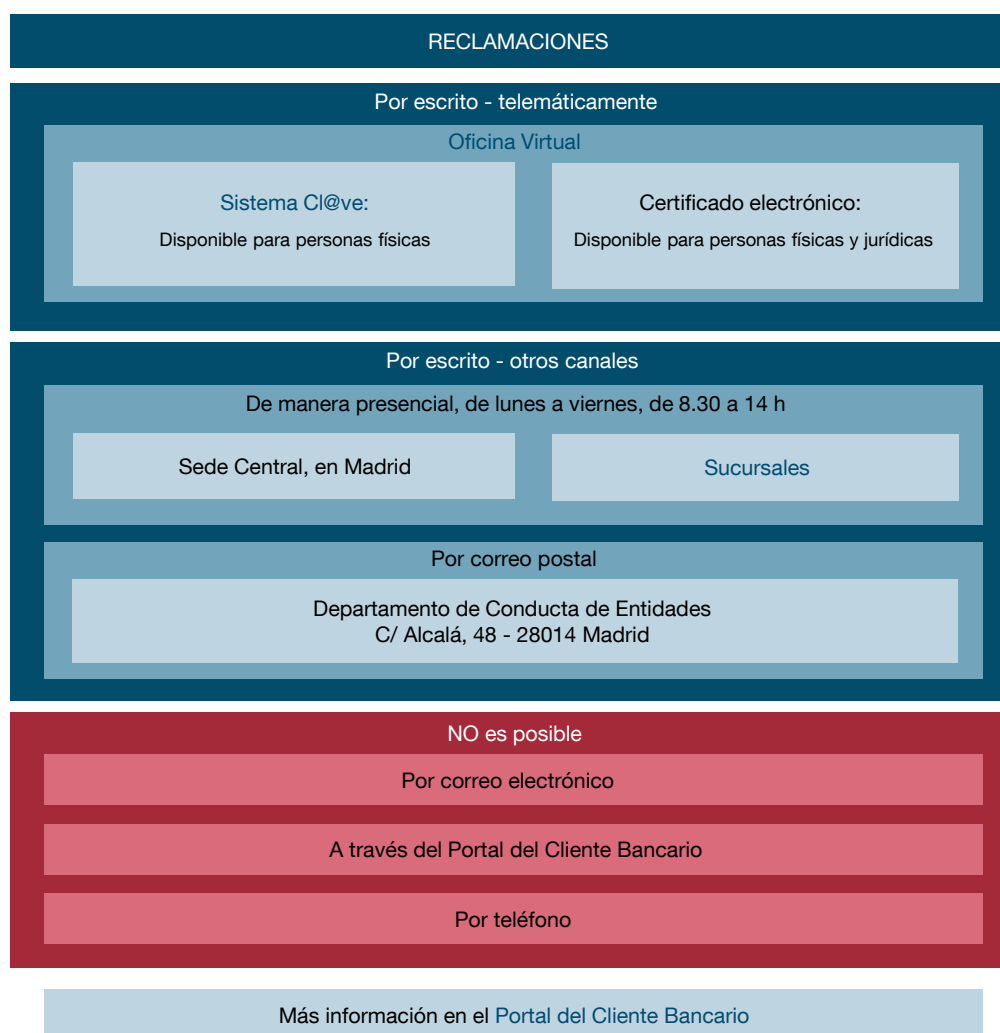 RECLAMACIONES
Por escrito - telemáticamente
Oficina Virtual
Sistema Cl@ve:
Disponible para personas físicas
Certificado electrónico:
Disponible para personas físicas y jurídicas
Por escrito - otros canales
De manera presencial, de lunes a viernes, de 8.30 a 14 h
Sede Central, en Madrid
Sucursales
Por correo postal
Departamento de Conducta de Entidades
C/ Alcalá, 48 - 28014 Madrid
NO es posible
Por correo electrónico
A través del Portal del Cliente Bancario
Por teléfono
Más información en el Portal del Cliente Bancario